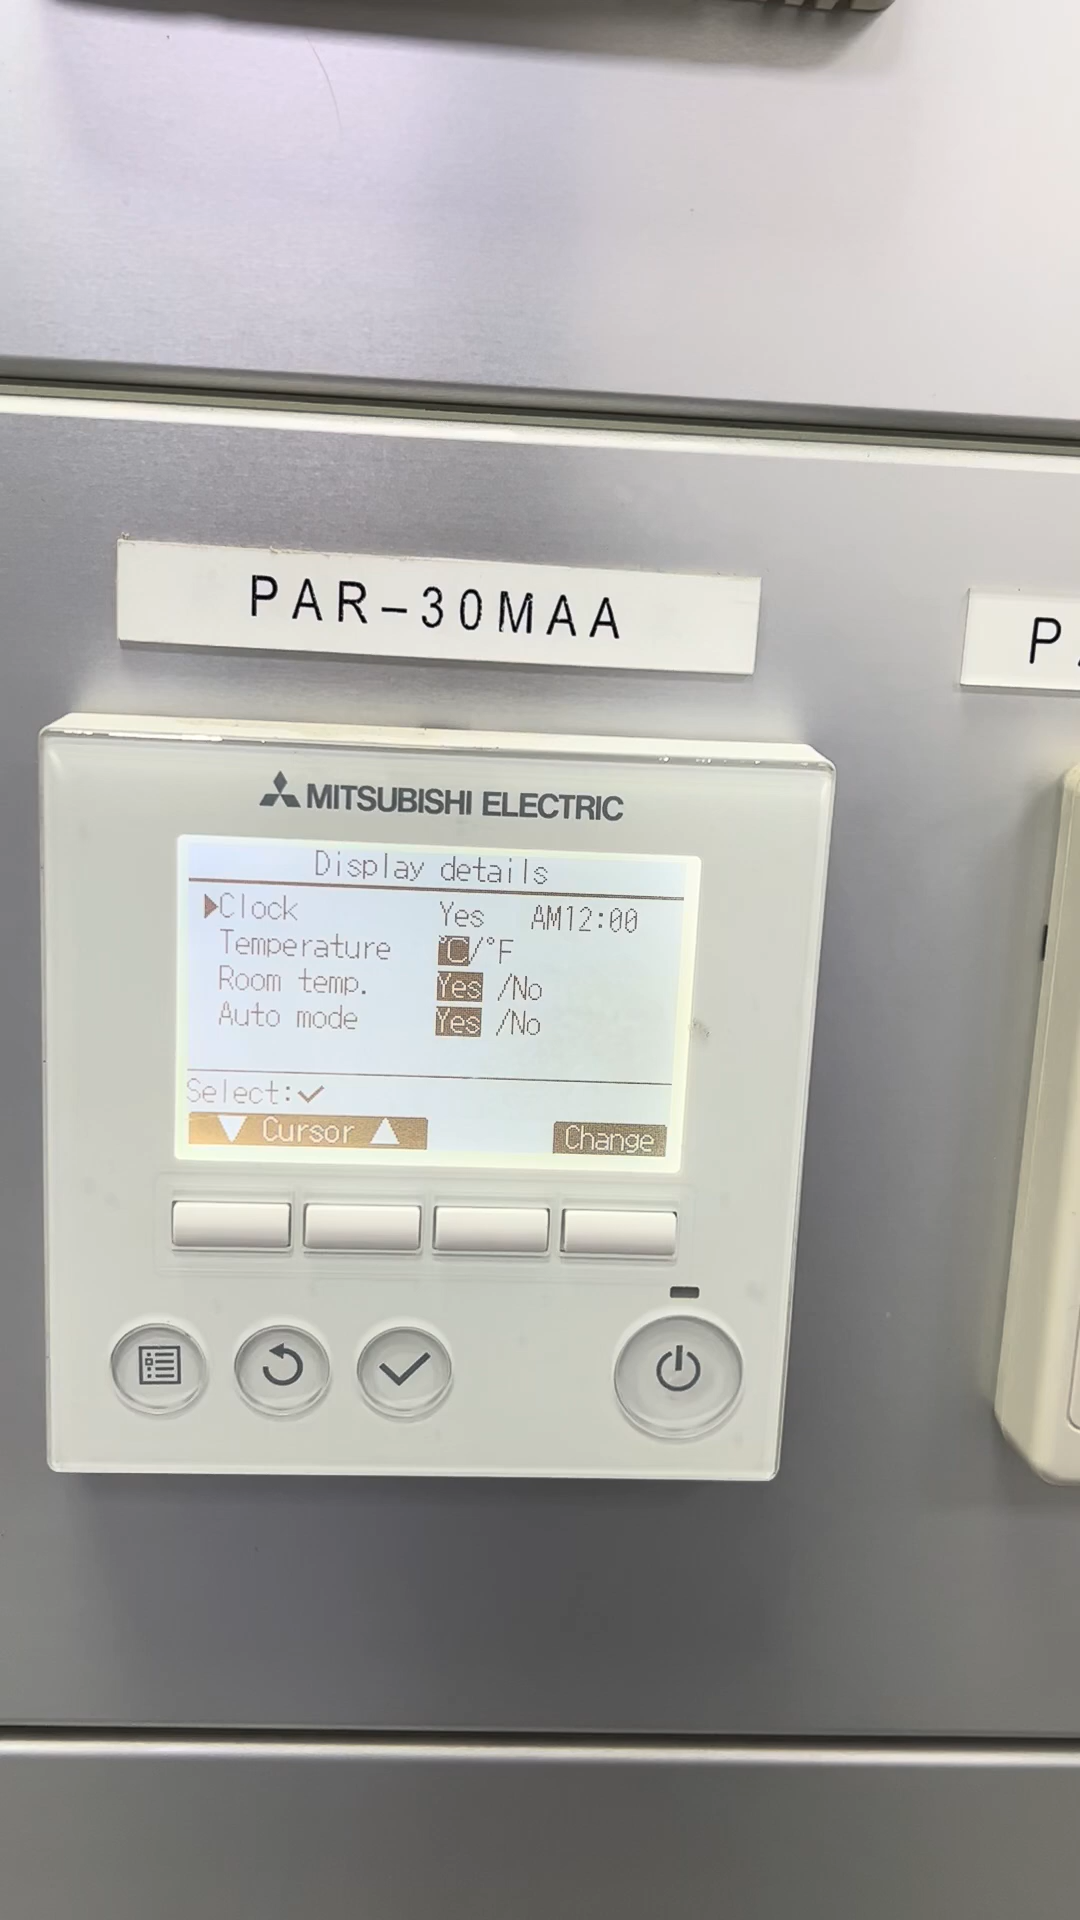 PAR-30MAA
P
MITSUBISHI ELECTRIC
Display details
▶Clock Yes AM12:00
Temperature °C/°F
Room temp. Yes /No
Auto mode Yes /No
Select:✓
▼ Cursor ▲ Change